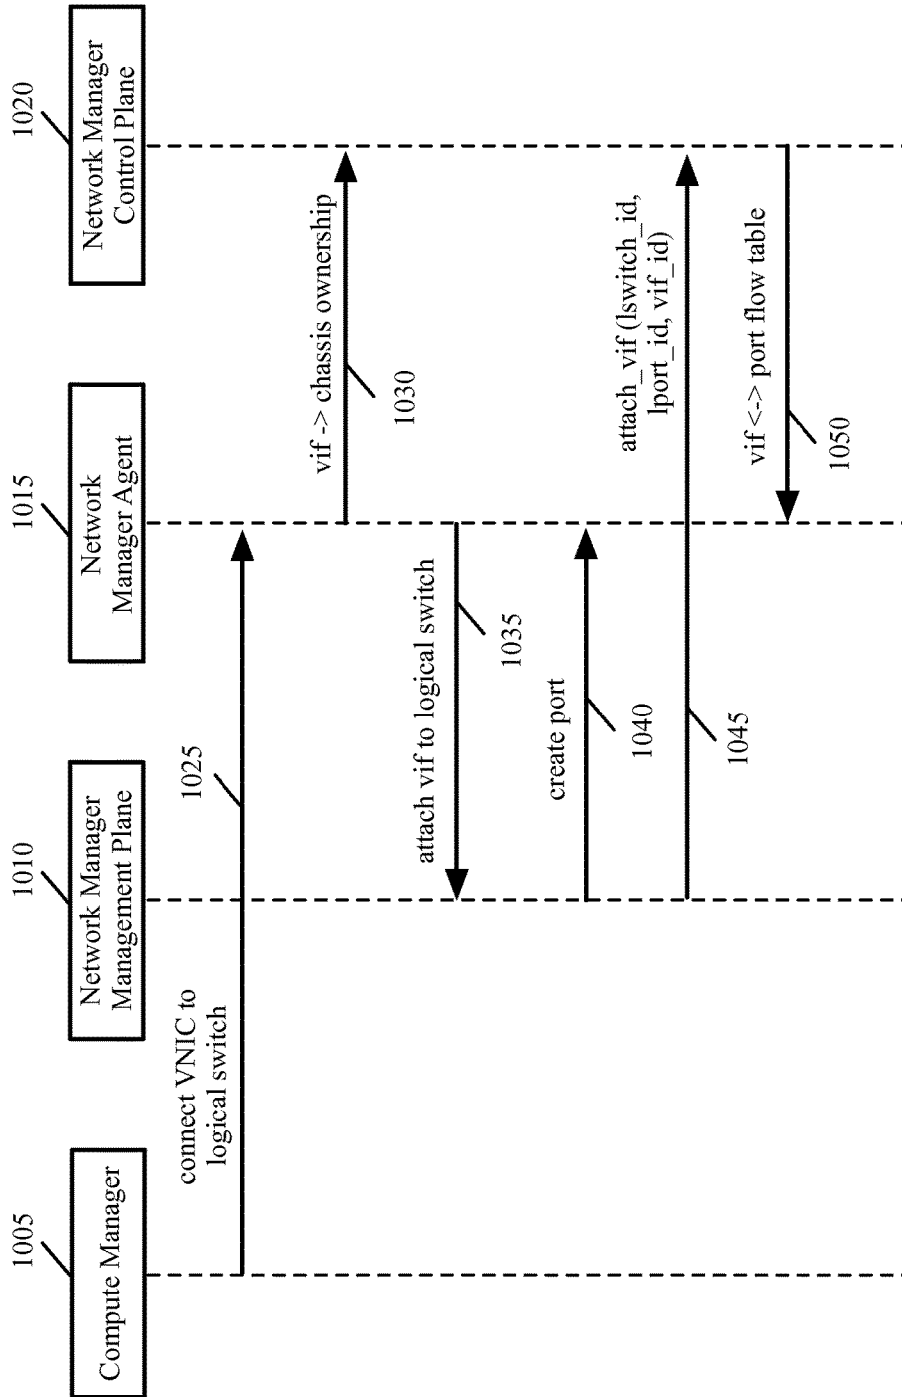 1005
1010
1015
1020
Compute Manager
Network Manager
Management Plane
Network
Manager Agent
Network Manager
Control Plane
connect VNIC to
logical switch
1025
vif -> chassis ownership
1030
attach vif to logical switch
1035
create port
1040
attach_vif (lswitch_id,
lport_id, vif_id)
1045
vif <-> port flow table
1050